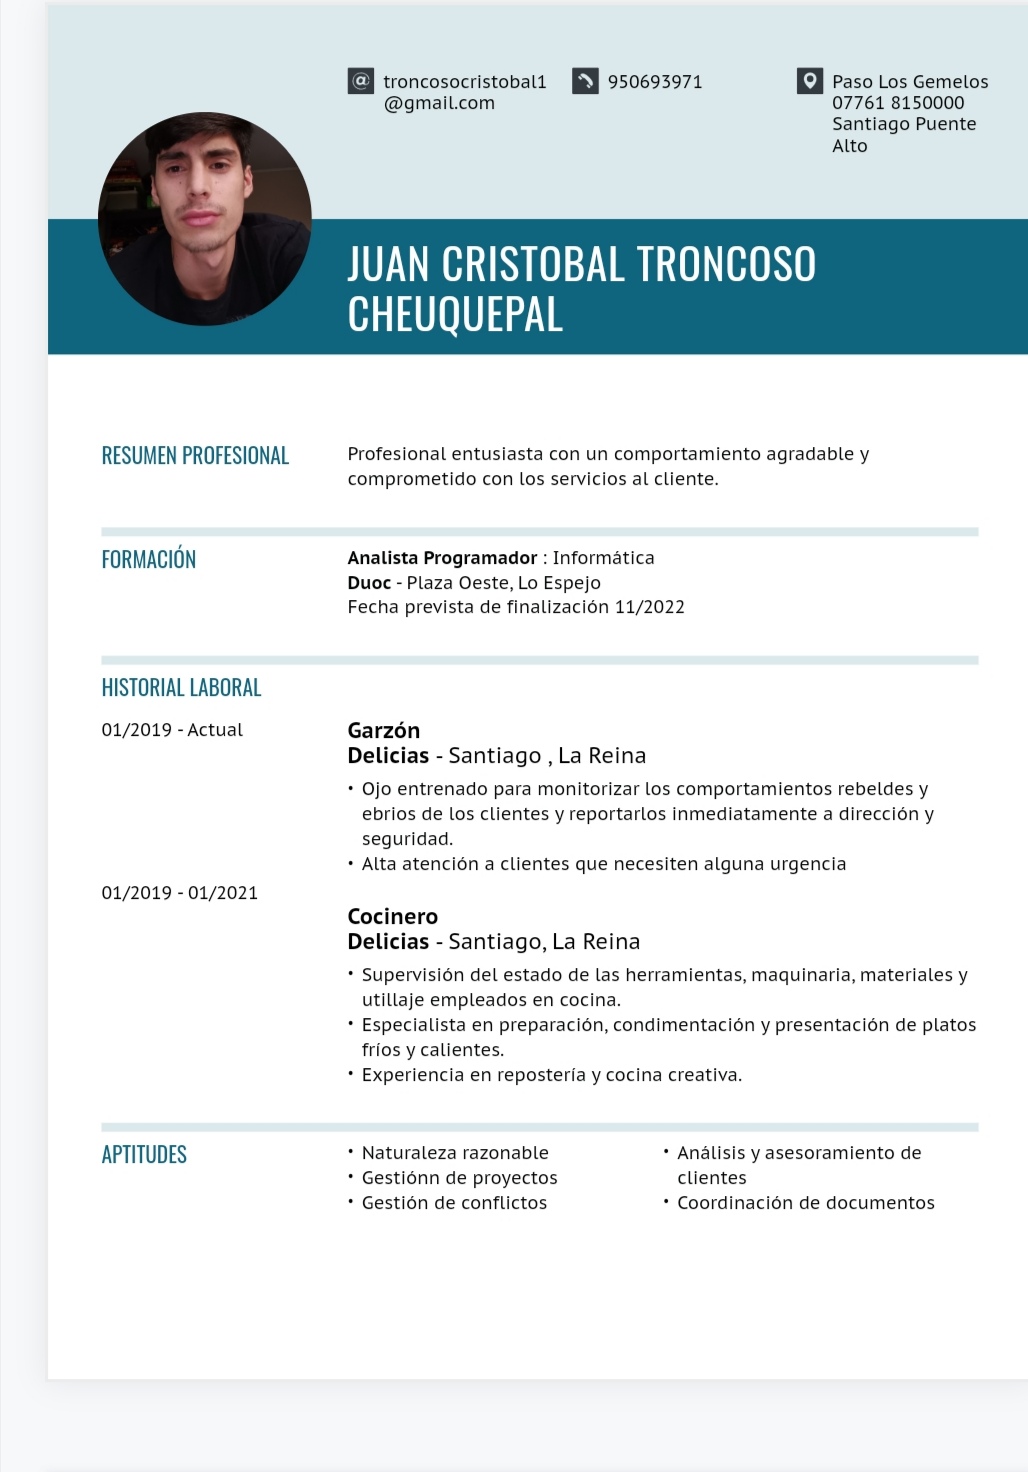 troncosocristobal1
@gmail.com
950693971
Paso Los Gemelos
07761 8150000
Santiago Puente
Alto
JUAN CRISTOBAL TRONCOSO
CHEUQUEPAL
RESUMEN PROFESIONAL
Profesional entusiasta con un comportamiento agradable y
comprometido con los servicios al cliente.
FORMACIÓN
Analista Programador : Informática
Duoc - Plaza Oeste, Lo Espejo
Fecha prevista de finalización 11/2022
HISTORIAL LABORAL
01/2019 - Actual
Garzón
Delicias - Santiago , La Reina
• Ojo entrenado para monitorizar los comportamientos rebeldes y
ebrios de los clientes y reportarlos inmediatamente a dirección y
seguridad.
• Alta atención a clientes que necesiten alguna urgencia
01/2019 - 01/2021
Cocinero
Delicias - Santiago, La Reina
• Supervisión del estado de las herramientas, maquinaria, materiales y
utillaje empleados en cocina.
• Especialista en preparación, condimentación y presentación de platos
fríos y calientes.
• Experiencia en repostería y cocina creativa.
APTITUDES
• Naturaleza razonable
• Gestiónn de proyectos
• Gestión de conflictos
• Análisis y asesoramiento de
clientes
• Coordinación de documentos